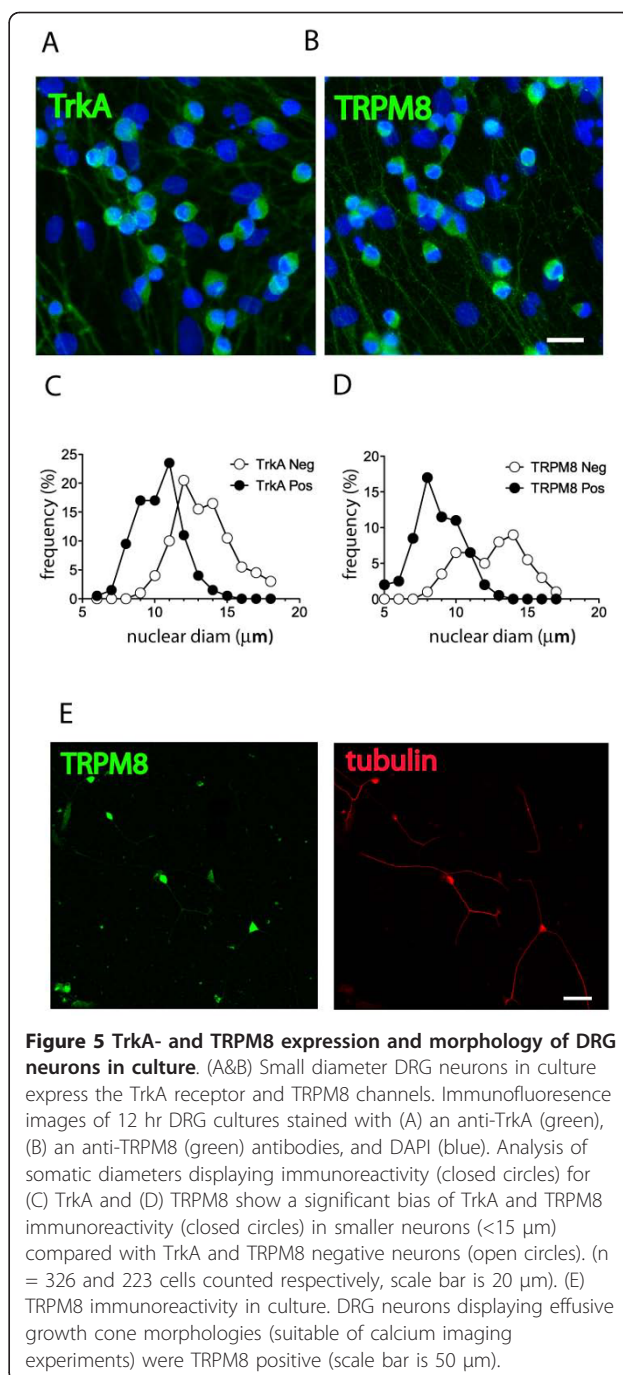 A
B
TrkA
TRPM8
C
D
25
20
15
10
5
0
frequency (%)
TrkA Neg
TrkA Pos
5
10
15
20
nuclear diam (μm)
20
15
10
5
0
frequency (%)
TRPM8 Neg
TRPM8 Pos
5
10
15
20
nuclear diam (μm)
E
TRPM8
tubulin
Figure 5 TrkA- and TRPM8 expression and morphology of DRG
neurons in culture. (A&B) Small diameter DRG neurons in culture
express the TrkA receptor and TRPM8 channels. Immunofluoresence
images of 12 hr DRG cultures stained with (A) an anti-TrkA (green),
(B) an anti-TRPM8 (green) antibodies, and DAPI (blue). Analysis of
somatic diameters displaying immunoreactivity (closed circles) for
(C) TrkA and (D) TRPM8 show a significant bias of TrkA and TRPM8
immunoreactivity (closed circles) in smaller neurons (<15 μm)
compared with TrkA and TRPM8 negative neurons (open circles). (n
= 326 and 223 cells counted respectively, scale bar is 20 μm). (E)
TRPM8 immunoreactivity in culture. DRG neurons displaying effusive
growth cone morphologies (suitable of calcium imaging
experiments) were TRPM8 positive (scale bar is 50 μm).